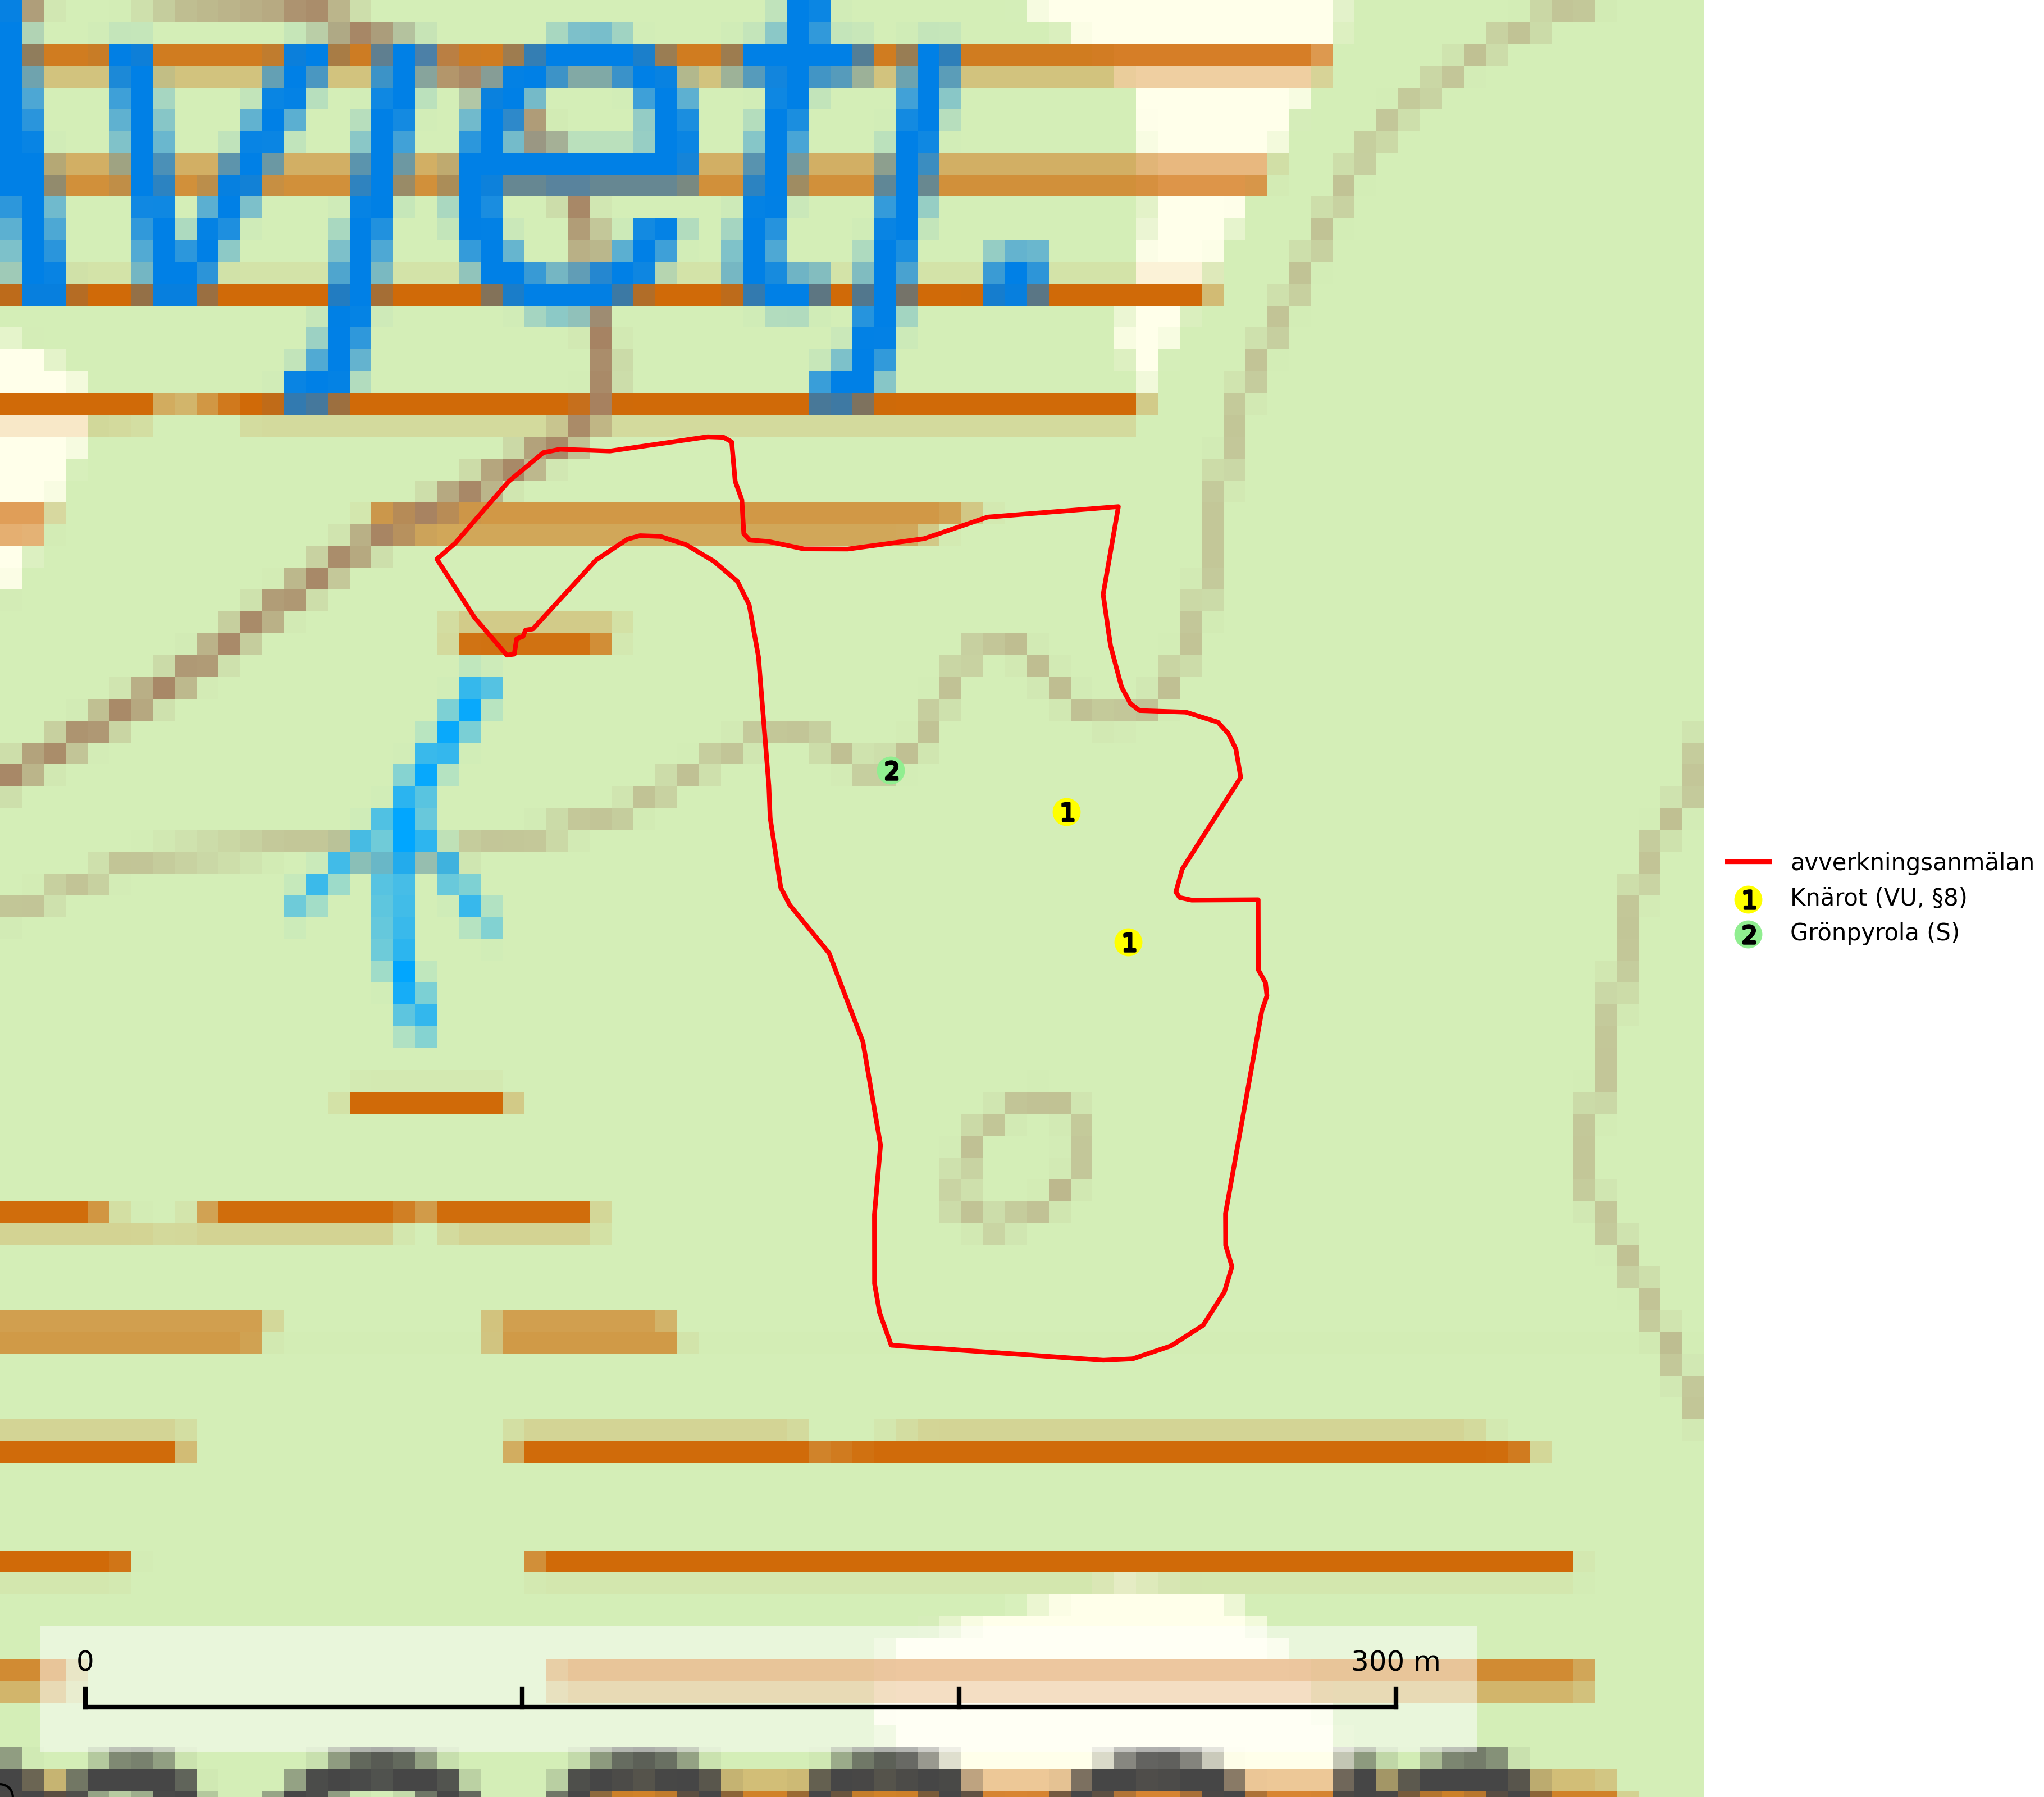 2
1
1
avverkningsanmälan
1 Knärot (VU, §8)
2 Grönpyrola (S)
0 300 m